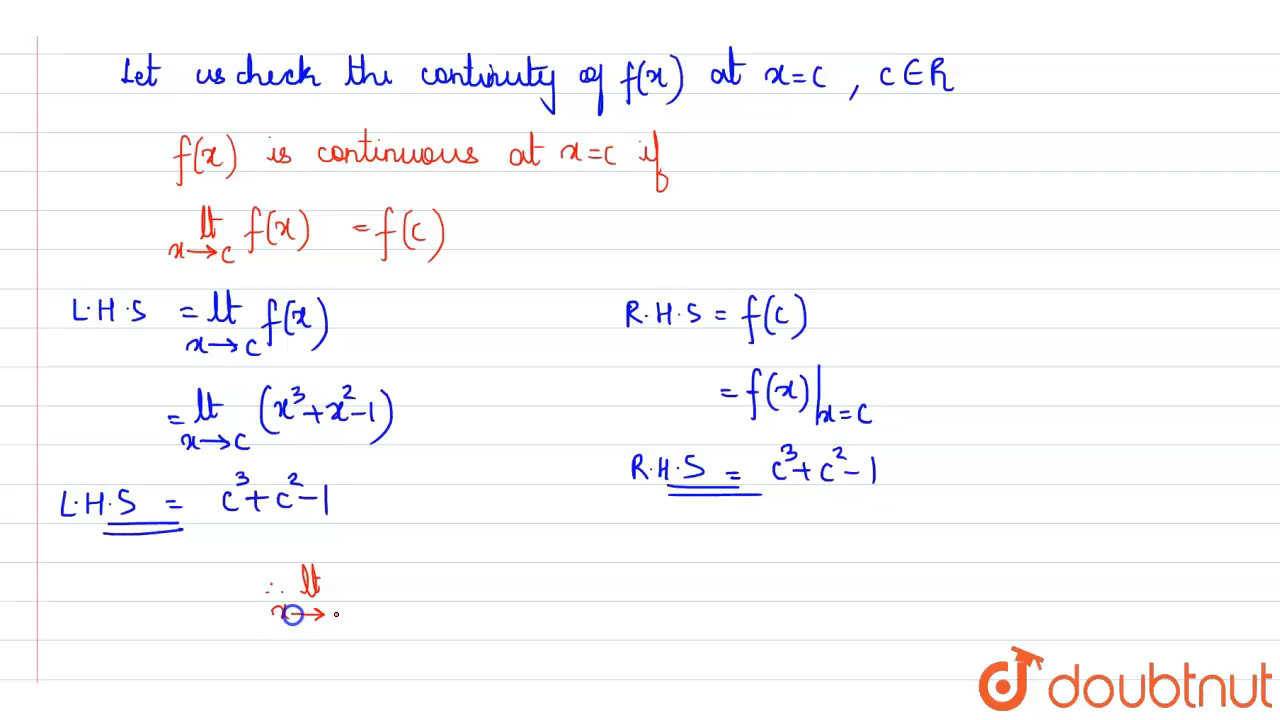 Let us check the continuity of f(x) at x=c , c∈R
f(x) is continuous at x=c if
lt x→c f(x) = f(c)
L.H.S = lt x→c f(x)
= lt x→c (x³+x²-1)
L.H.S = c³+c²-1
R.H.S = f(c)
= f(x)|x=c
R.H.S = c³+c²-1
∴ lt x→
doubtnut